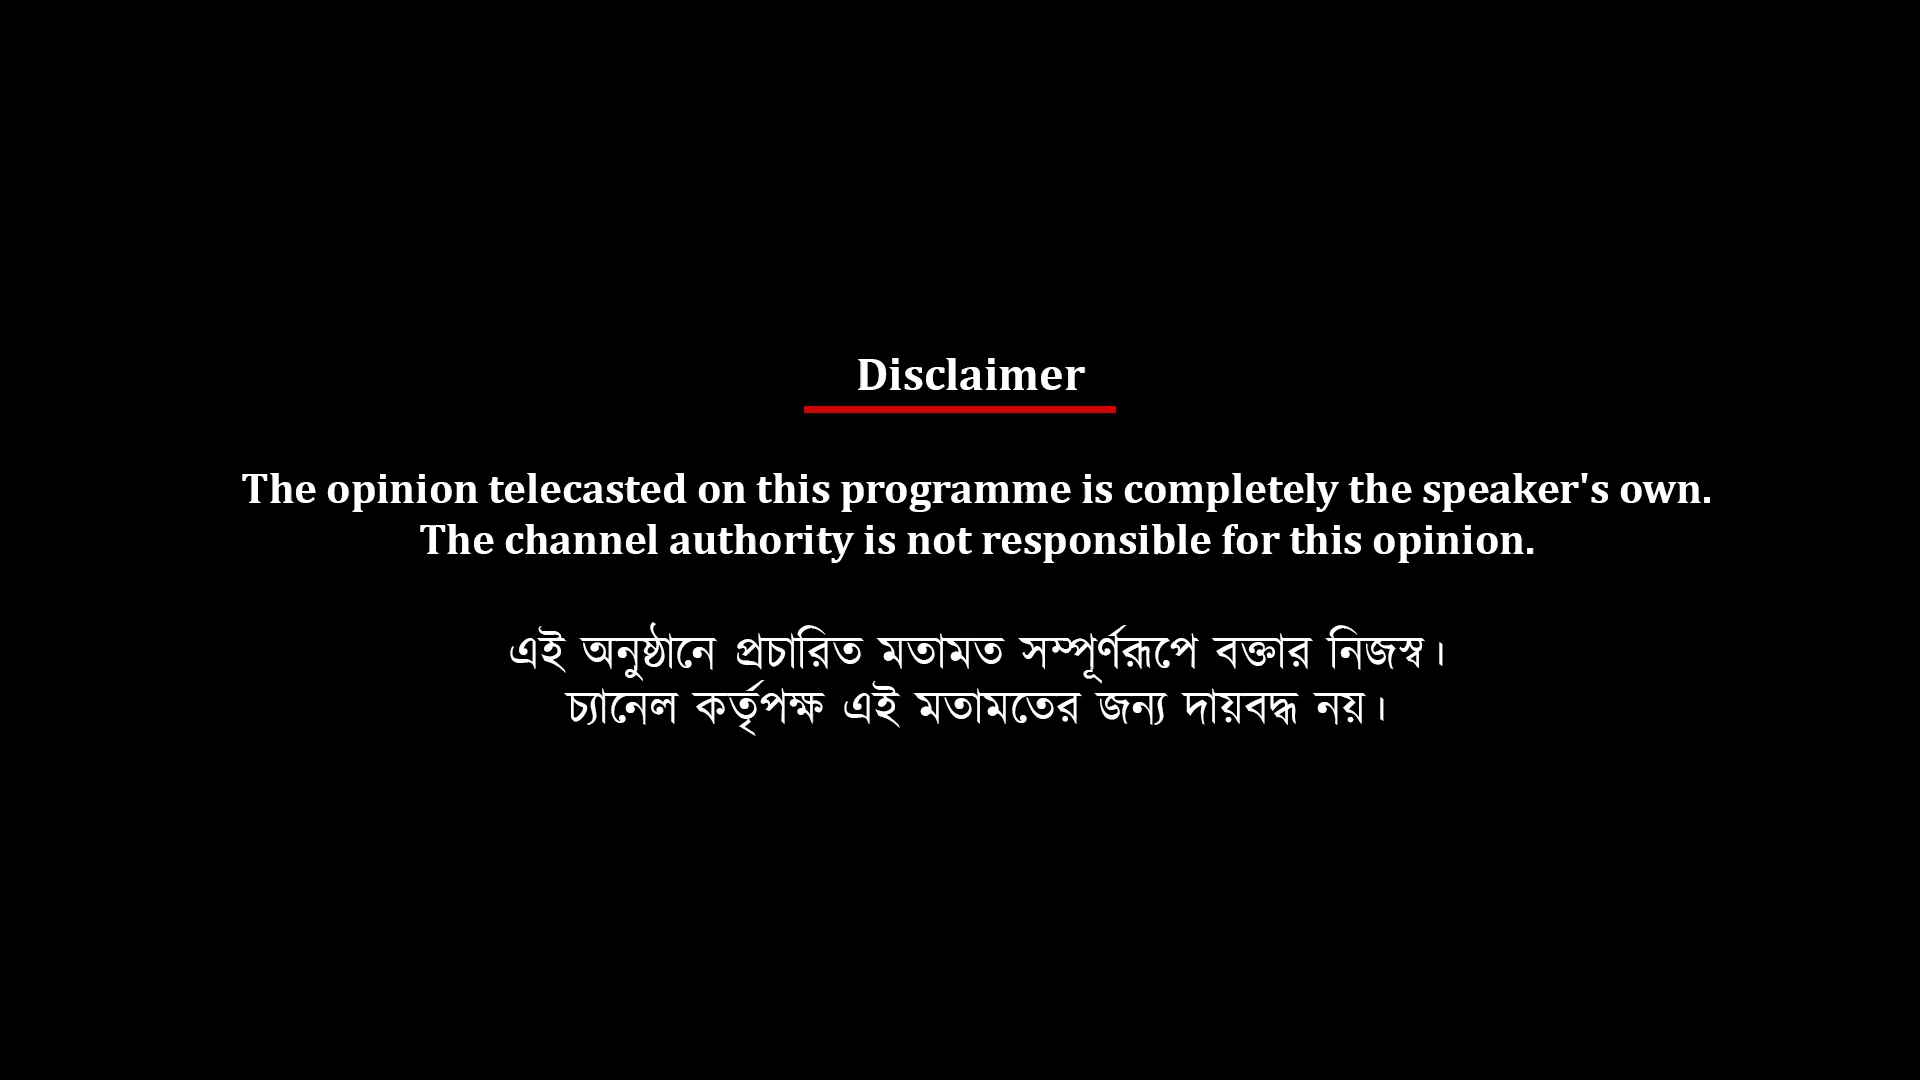 Disclaimer
The opinion telecasted on this programme is completely the speaker's own.
The channel authority is not responsible for this opinion.
এই অনুষ্ঠানে প্রচারিত মতামত সম্পূর্ণরূপে বক্তার নিজস্ব।
চ্যানেল কর্তৃপক্ষ এই মতামতের জন্য দায়বদ্ধ নয়।